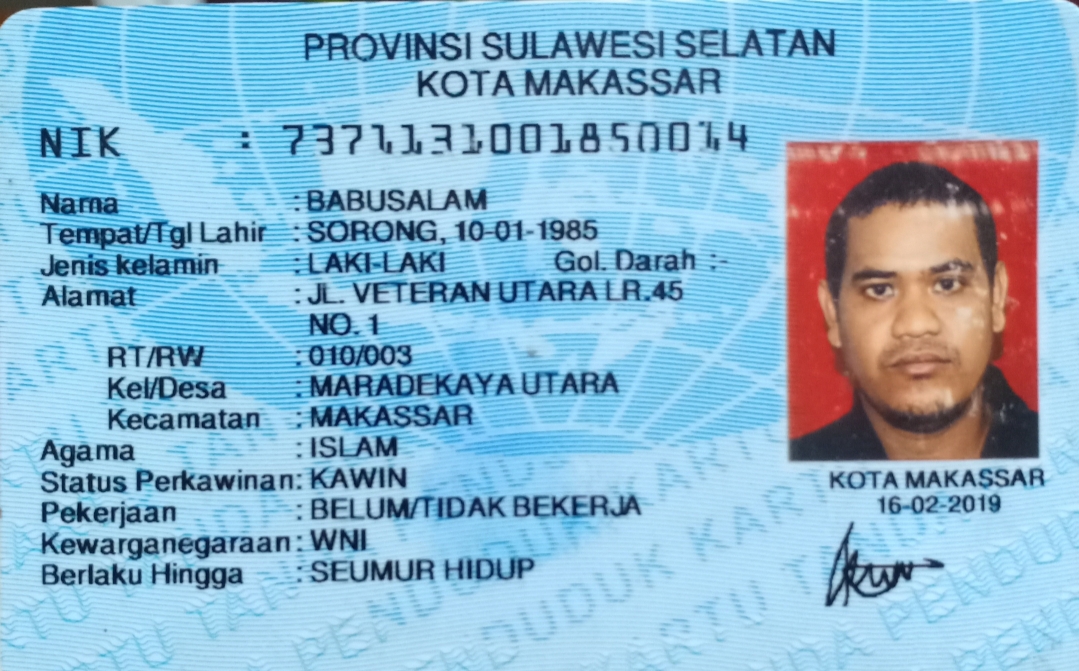 PROVINSI SULAWESI SELATAN
KOTA MAKASSAR
NIK : 7371131001850014
Nama : BABUSALAM
Tempat/Tgl Lahir : SORONG, 10-01-1985
Jenis kelamin : LAKI-LAKI Gol. Darah :-
Alamat : JL. VETERAN UTARA LR.45
NO. 1
RT/RW : 010/003
Kel/Desa : MARADEKAYA UTARA
Kecamatan : MAKASSAR
Agama : ISLAM
Status Perkawinan: KAWIN
Pekerjaan : BELUM/TIDAK BEKERJA
Kewarganegaraan: WNI
Berlaku Hingga : SEUMUR HIDUP
KOTA MAKASSAR
16-02-2019